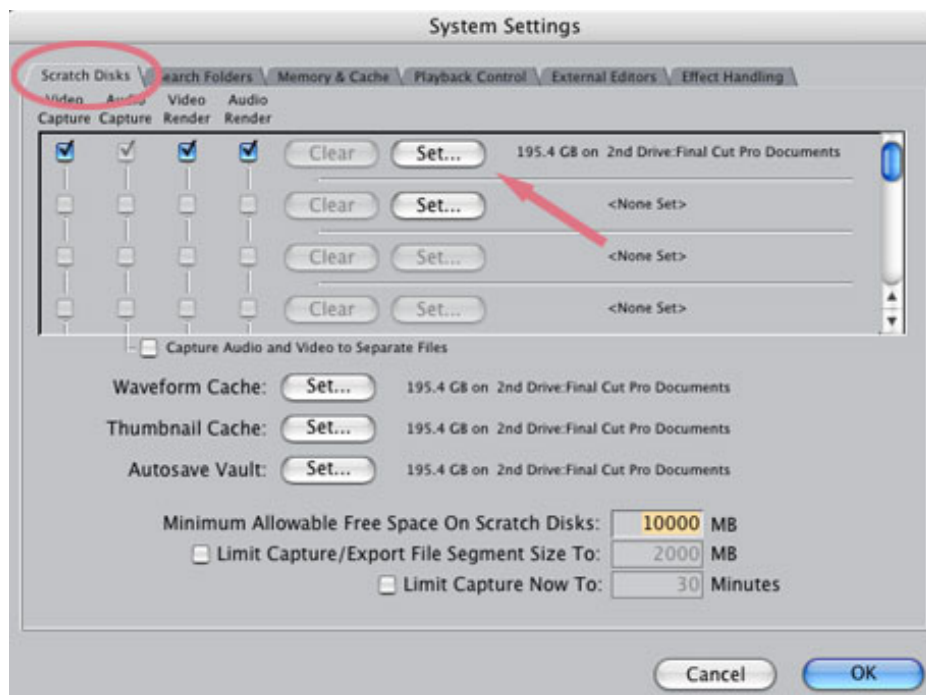 System Settings
Scratch Disks Search Folders Memory & Cache Playback Control External Editors Effect Handling
Video Audio Video Audio
Capture Capture Render Render
Clear Set... 195.4 GB on 2nd Drive:Final Cut Pro Documents
Clear Set... <None Set>
Clear Set... <None Set>
Clear Set... <None Set>
Capture Audio and Video to Separate Files
Waveform Cache: Set... 195.4 GB on 2nd Drive:Final Cut Pro Documents
Thumbnail Cache: Set... 195.4 GB on 2nd Drive:Final Cut Pro Documents
Autosave Vault: Set... 195.4 GB on 2nd Drive:Final Cut Pro Documents
Minimum Allowable Free Space On Scratch Disks: 10000 MB
Limit Capture/Export File Segment Size To: 2000 MB
Limit Capture Now To: 30 Minutes
Cancel OK